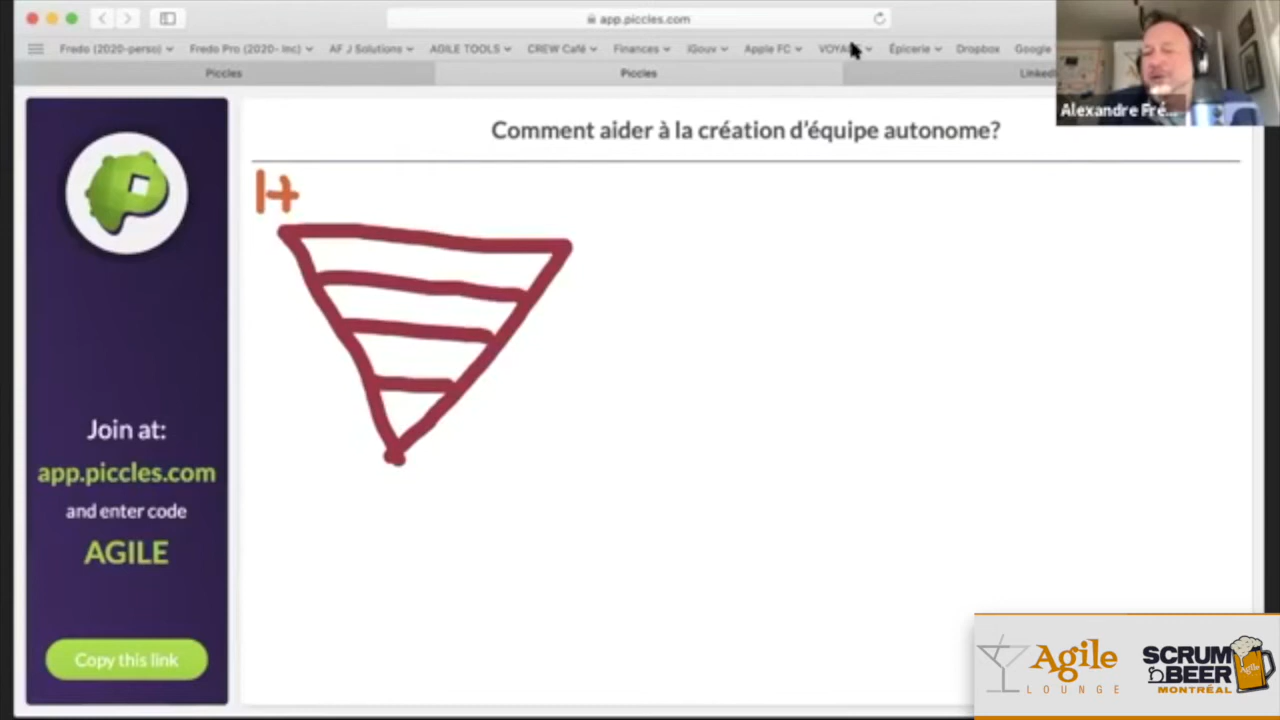 app.piccles.com
Fredo (2020-perso)
Fredo Pro (2020- Inc)
AF J Solutions
AGILE TOOLS
CREW Café
Finances
iGouv
Apple FC
Épicerie
Dropbox
Google
Piccles
Piccles
Alexandre Fré...
Comment aider à la création d'équipe autonome?
Join at:
app.piccles.com
and enter code
AGILE
Copy this link
Agile
LOUNGE
SCRUM
BEER
Agile
MONTRÉAL